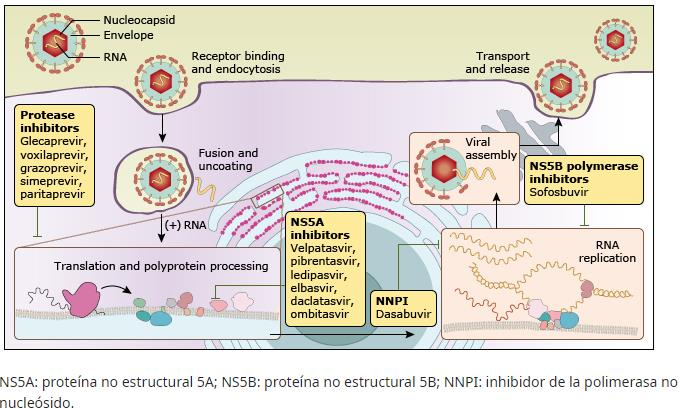 Nucleocapsid
Envelope
RNA
Receptor binding
and endocytosis
Transport
and release
Protease
inhibitors
Glecaprevir,
voxilaprevir,
grazoprevir,
simeprevir,
paritaprevir
Fusion and
uncoating
(+) RNA
Viral
assembly
NS5B polymerase
inhibitors
Sofosbuvir
NS5A
inhibitors
Velpatasvir,
pibrentasvir,
ledipasvir,
elbasvir,
daclatasvir,
ombitasvir
NNPI
Dasabuvir
RNA
replication
Translation and polyprotein processing
NS5A: proteína no estructural 5A; NS5B: proteína no estructural 5B; NNPI: inhibidor de la polimerasa no
nucleósido.